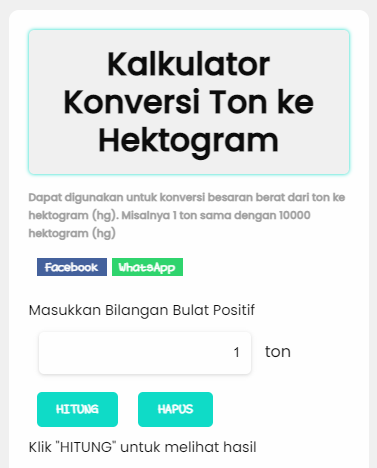 Kalkulator
Konversi Ton ke
Hektogram
Dapat digunakan untuk konversi besaran berat dari ton ke
hektogram (hg). Misalnya 1 ton sama dengan 10000
hektogram (hg)
Facebook WhatsApp
Masukkan Bilangan Bulat Positif
1 ton
HITUNG HAPUS
Klik "HITUNG" untuk melihat hasil